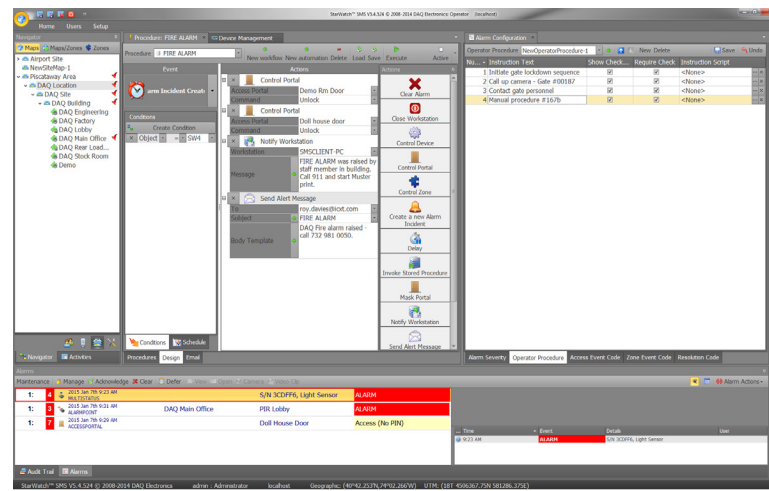 StarWatch™ SMS V5.4.524 © 2008-2014 DAQ Electronics: Operator (localhost)
Home Users Setup
Navigator
Maps Maps/Zones Zones
Airport Site
NewSiteMap-1
Piscataway Area
DAQ Location
DAQ Site
DAQ Building
DAQ Engineering
DAQ Factory
DAQ Lobby
DAQ Main Office
DAQ Rear Load...
DAQ Stock Room
Demo
Navigator Activities
Procedure: FIRE ALARM Device Management
Procedure FIRE ALARM
New workflow New automation Delete Load Save Execute Active
Event
arm Incident Creat
Conditions
Create Condition
Object = SW4
Conditions Schedule
Procedures Design Email
Actions
Control Portal
Access Portal Demo Rm Door
Command Unlock
Control Portal
Access Portal Doll house door
Command Unlock
Notify Workstation
Workstation SMSCLIENT-PC
Message
FIRE ALARM was raised by
staff member in building.
Call 911 and start Muster
print.
Send Alert Message
To roy.davies@icxt.com
Subject FIRE ALARM
Body Template
DAQ Fire alarm raised -
call 732 981 0050.
Actions
Clear Alarm
Close Workstation
Control Device
Control Portal
Control Zone
Create a new Alarm
Incident
Delay
Invoke Stored Procedure
Mask Portal
Notify Workstation
Send Alert Message
Alarm Configuration
Operator Procedure NewOperatorProcedure-1 New Delete Save Undo
Nu... Instruction Text Show Check... Require Check Instruction Script
1 Initiate gate lockdown sequence <None>
2 Call up camera - Gate #00187 <None>
3 Contact gate personnel <None>
4 Manual procedure #167b <None>
Alarm Severity Operator Procedure Access Event Code Zone Event Code Resolution Code
Alarms
Maintenance Manage Acknowledge Clear Defer Alarm Actions
1: 4 2015 Jan 7th 9:23 AM S/N 3CDFF6, Light Sensor ALARM
MULTISTATUS
1: 3 2015 Jan 7th 9:31 AM DAQ Main Office PIR Lobby ALARM
ALARMPOINT
1: 7 2015 Jan 7th 9:29 AM Doll House Door Access (No PIN)
ACCESSPORTAL
... Time Event Details User
9:23 AM ALARM S/N 3CDFF6, Light Sensor
Audit Trail Alarms
StarWatch™ SMS V5.4.524 © 2008-2014 DAQ Electronics admin : Administrator localhost Geographic: (40°42.253'N,74°02.266'W) UTM: (18T 4506367.75N 581286.375E)